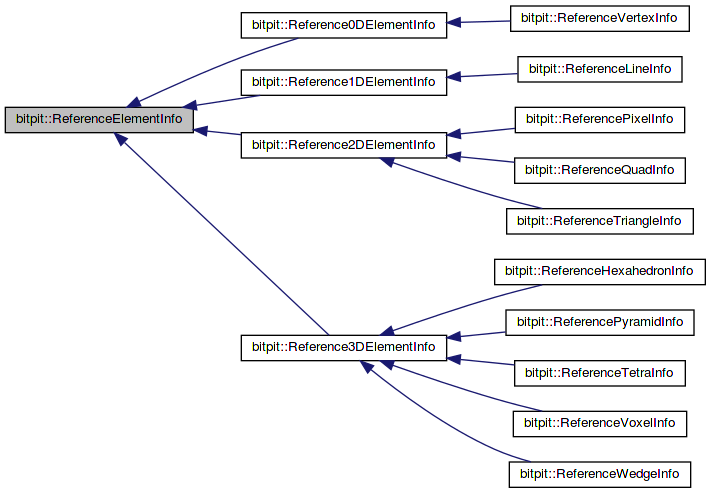 bitpit::ReferenceElementInfo
bitpit::Reference0DElementInfo
bitpit::Reference1DElementInfo
bitpit::Reference2DElementInfo
bitpit::Reference3DElementInfo
bitpit::ReferenceVertexInfo
bitpit::ReferenceLineInfo
bitpit::ReferencePixelInfo
bitpit::ReferenceQuadInfo
bitpit::ReferenceTriangleInfo
bitpit::ReferenceHexahedronInfo
bitpit::ReferencePyramidInfo
bitpit::ReferenceTetraInfo
bitpit::ReferenceVoxelInfo
bitpit::ReferenceWedgeInfo